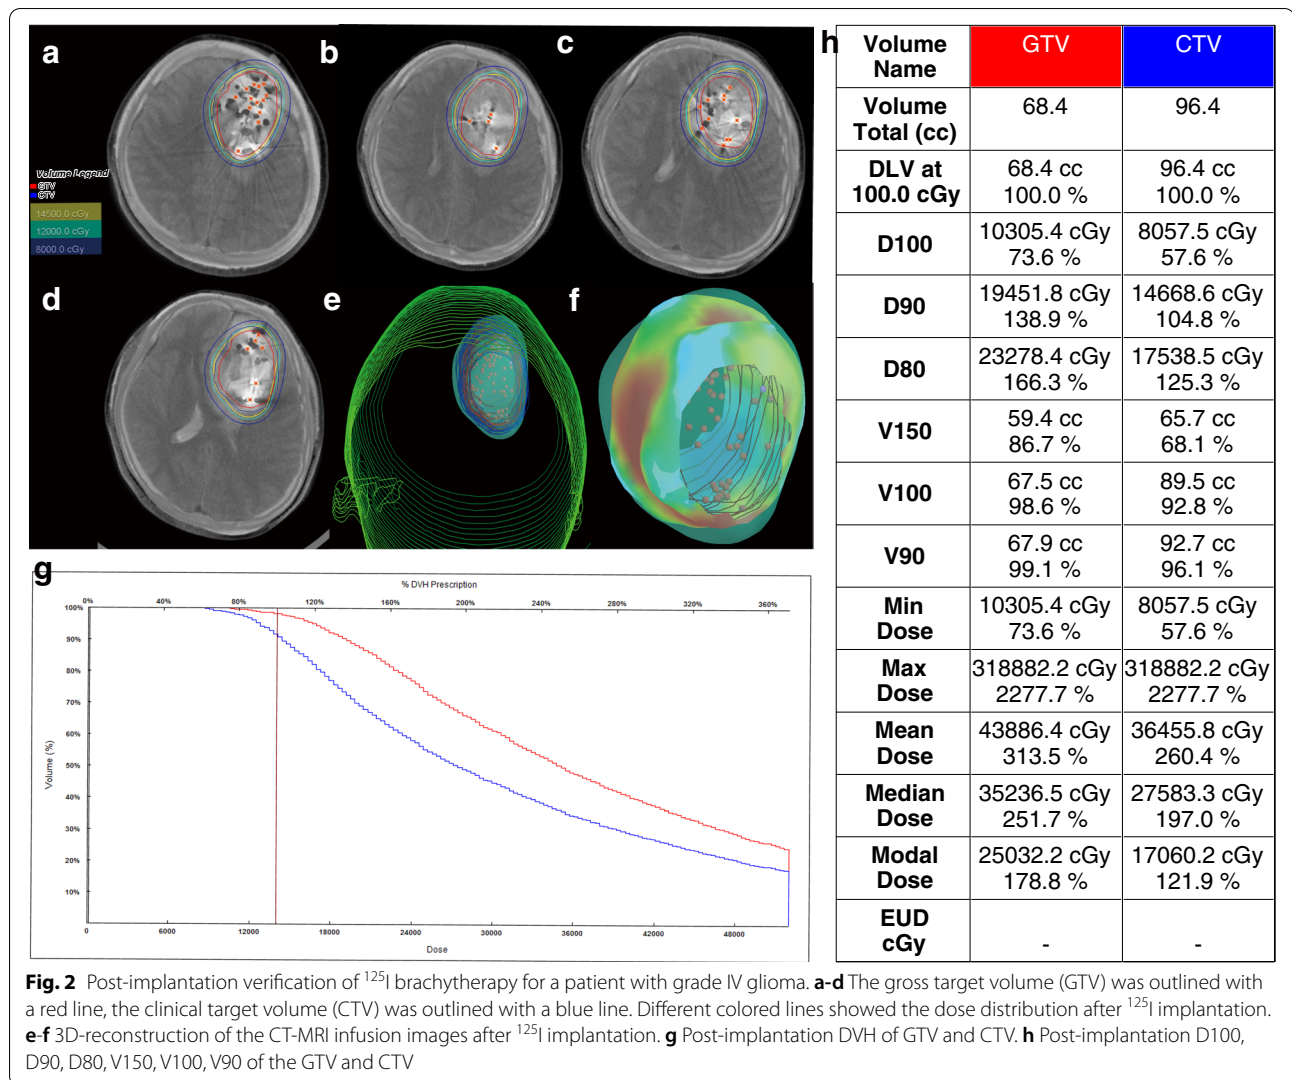 a
b
c
Volume Legend
GTV
CTV
14500.0 cGy
12000.0 cGy
8000.0 cGy
d
e
f
g
% DVH Prescription
0% 40% 80% 120% 160% 200% 240% 280% 320% 360%
100%
90%
80%
70%
60%
50%
40%
30%
20%
10%
Volume (%)
0 6000 12000 18000 24000 30000 36000 42000 48000
Dose
h
Volume Name GTV CTV
Volume Total (cc) 68.4 96.4
DLV at 68.4 cc 96.4 cc
100.0 cGy 100.0 % 100.0 %
D100 10305.4 cGy 8057.5 cGy
73.6 % 57.6 %
D90 19451.8 cGy 14668.6 cGy
138.9 % 104.8 %
D80 23278.4 cGy 17538.5 cGy
166.3 % 125.3 %
V150 59.4 cc 65.7 cc
86.7 % 68.1 %
V100 67.5 cc 89.5 cc
98.6 % 92.8 %
V90 67.9 cc 92.7 cc
99.1 % 96.1 %
Min 10305.4 cGy 8057.5 cGy
Dose 73.6 % 57.6 %
Max 318882.2 cGy 318882.2 cGy
Dose 2277.7 % 2277.7 %
Mean 43886.4 cGy 36455.8 cGy
Dose 313.5 % 260.4 %
Median 35236.5 cGy 27583.3 cGy
Dose 251.7 % 197.0 %
Modal 25032.2 cGy 17060.2 cGy
Dose 178.8 % 121.9 %
EUD
cGy - -
Fig. 2 Post-implantation verification of ¹²⁵I brachytherapy for a patient with grade IV glioma. a-d The gross target volume (GTV) was outlined with
a red line, the clinical target volume (CTV) was outlined with a blue line. Different colored lines showed the dose distribution after ¹²⁵I implantation.
e-f 3D-reconstruction of the CT-MRI infusion images after ¹²⁵I implantation. g Post-implantation DVH of GTV and CTV. h Post-implantation D100,
D90, D80, V150, V100, V90 of the GTV and CTV